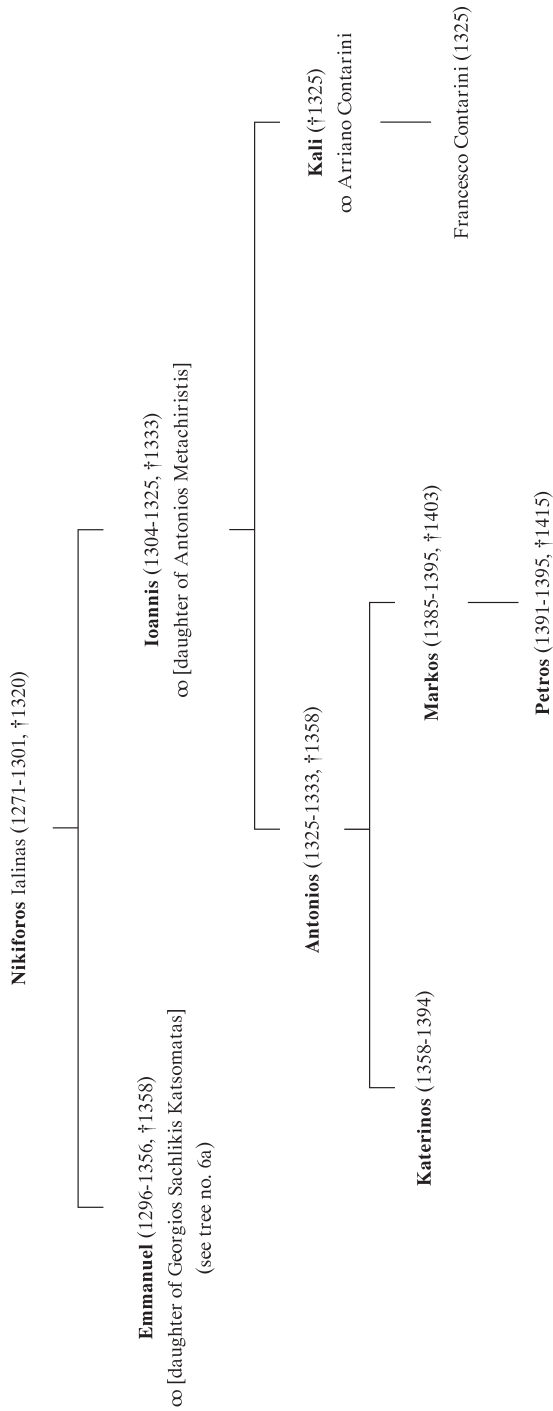 Nikiforos Ialinas (1271-1301, †1320)
Emmanuel (1296-1356, †1358)
∞ [daughter of Georgios Sachlikis Katsomatas]
(see tree no. 6a)
Ioannis (1304-1325, †1333)
∞ [daughter of Antonios Metachiristis]
Antonios (1325-1333, †1358)
Kali (†1325)
∞ Arriano Contarini
Katerinos (1358-1394)
Markos (1385-1395, †1403)
Francesco Contarini (1325)
Petros (1391-1395, †1415)